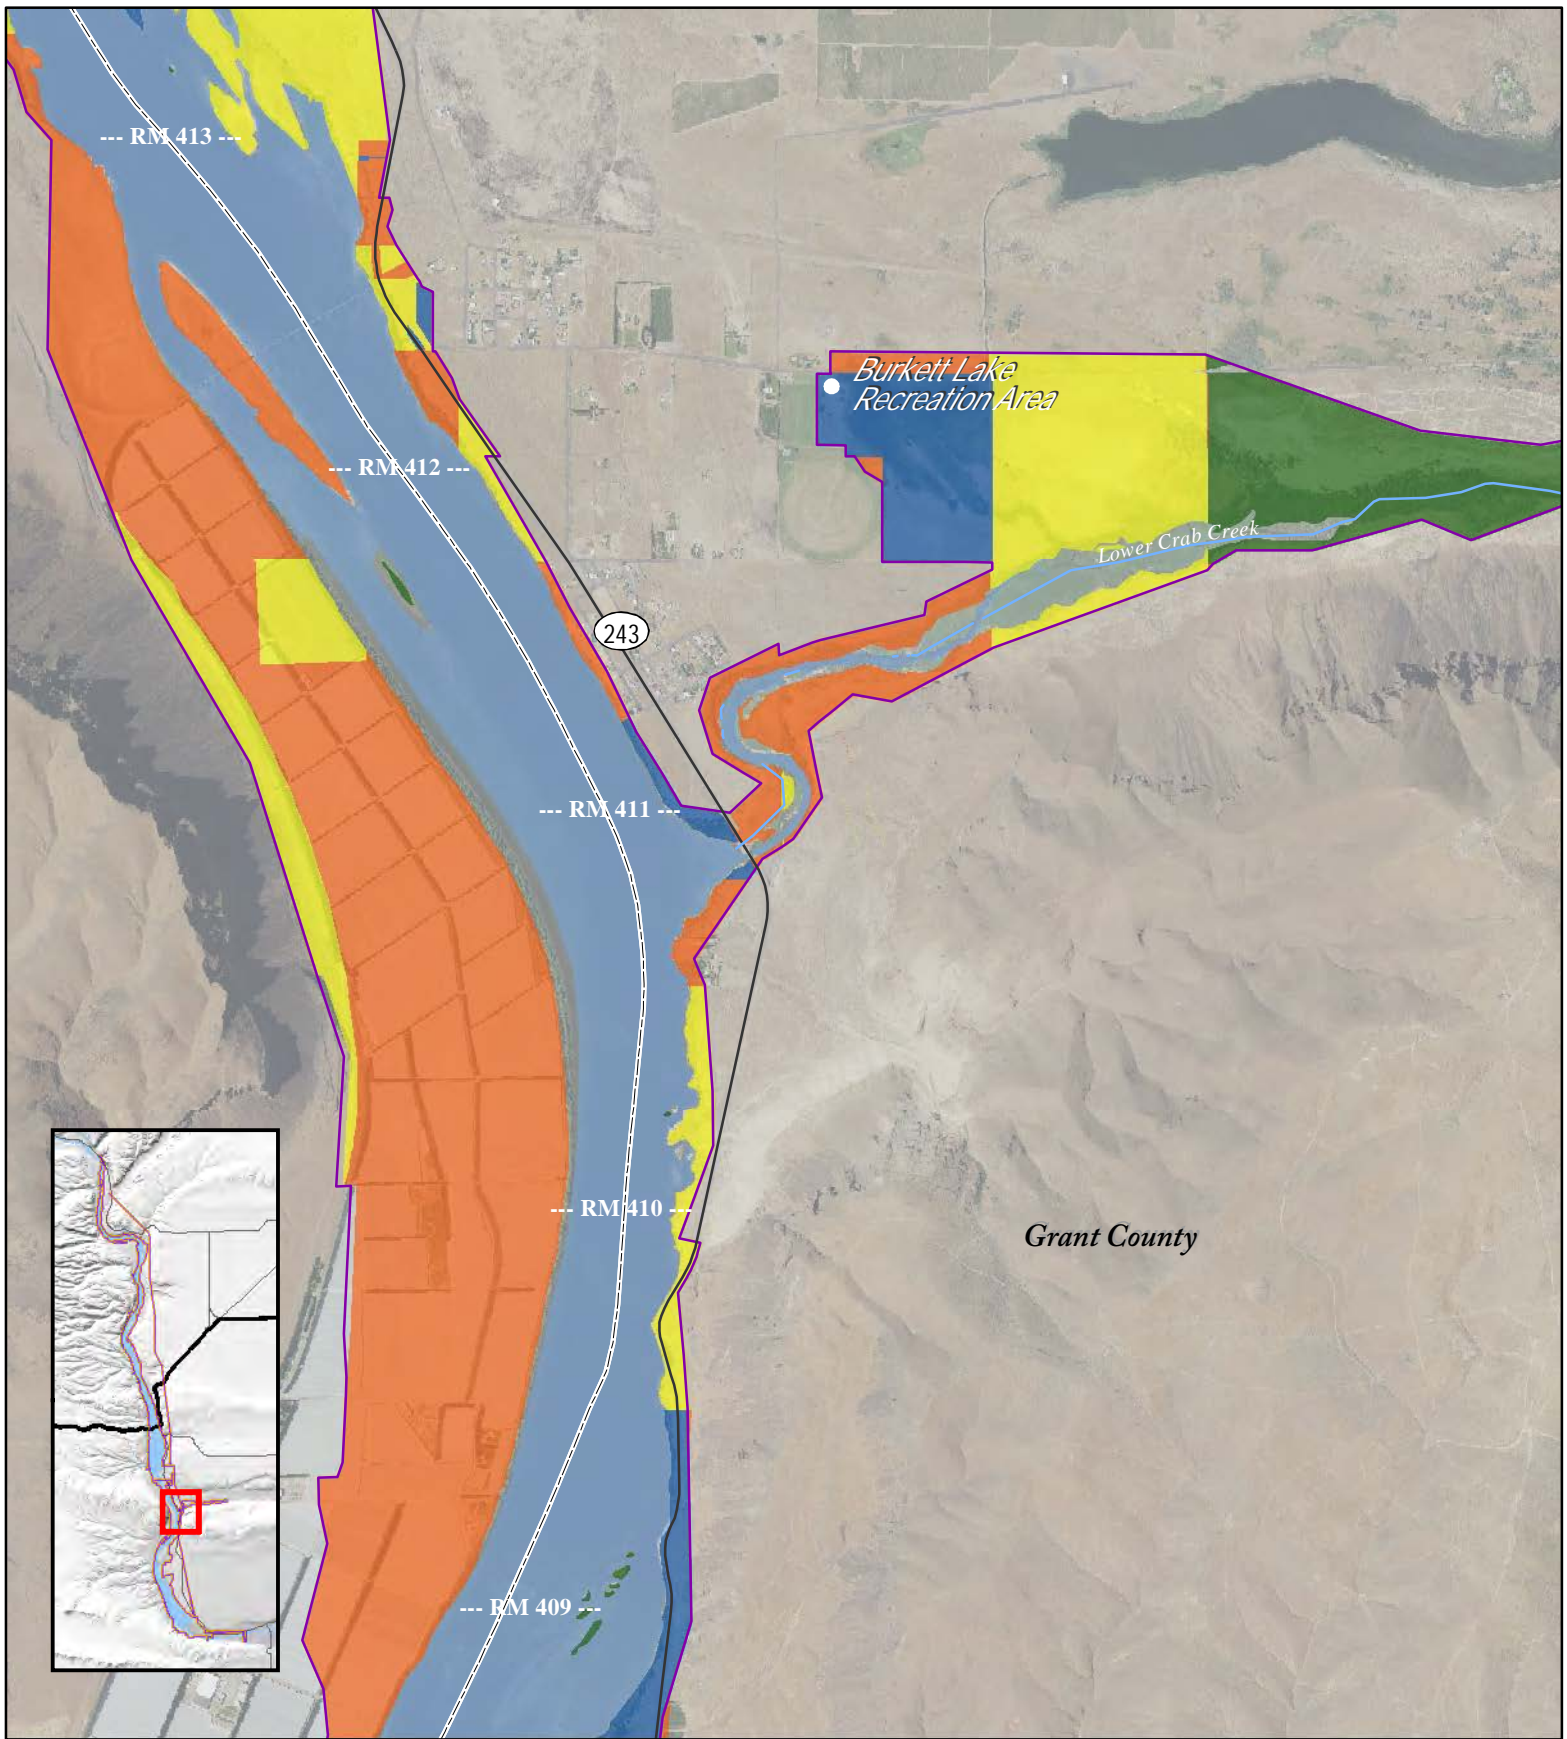 --- RM 413 ---
Burkett Lake
Recreation Area
--- RM 412 ---
Lower Crab Creek
243
--- RM 411 ---
--- RM 410 ---
Grant County
--- RM 409 ---